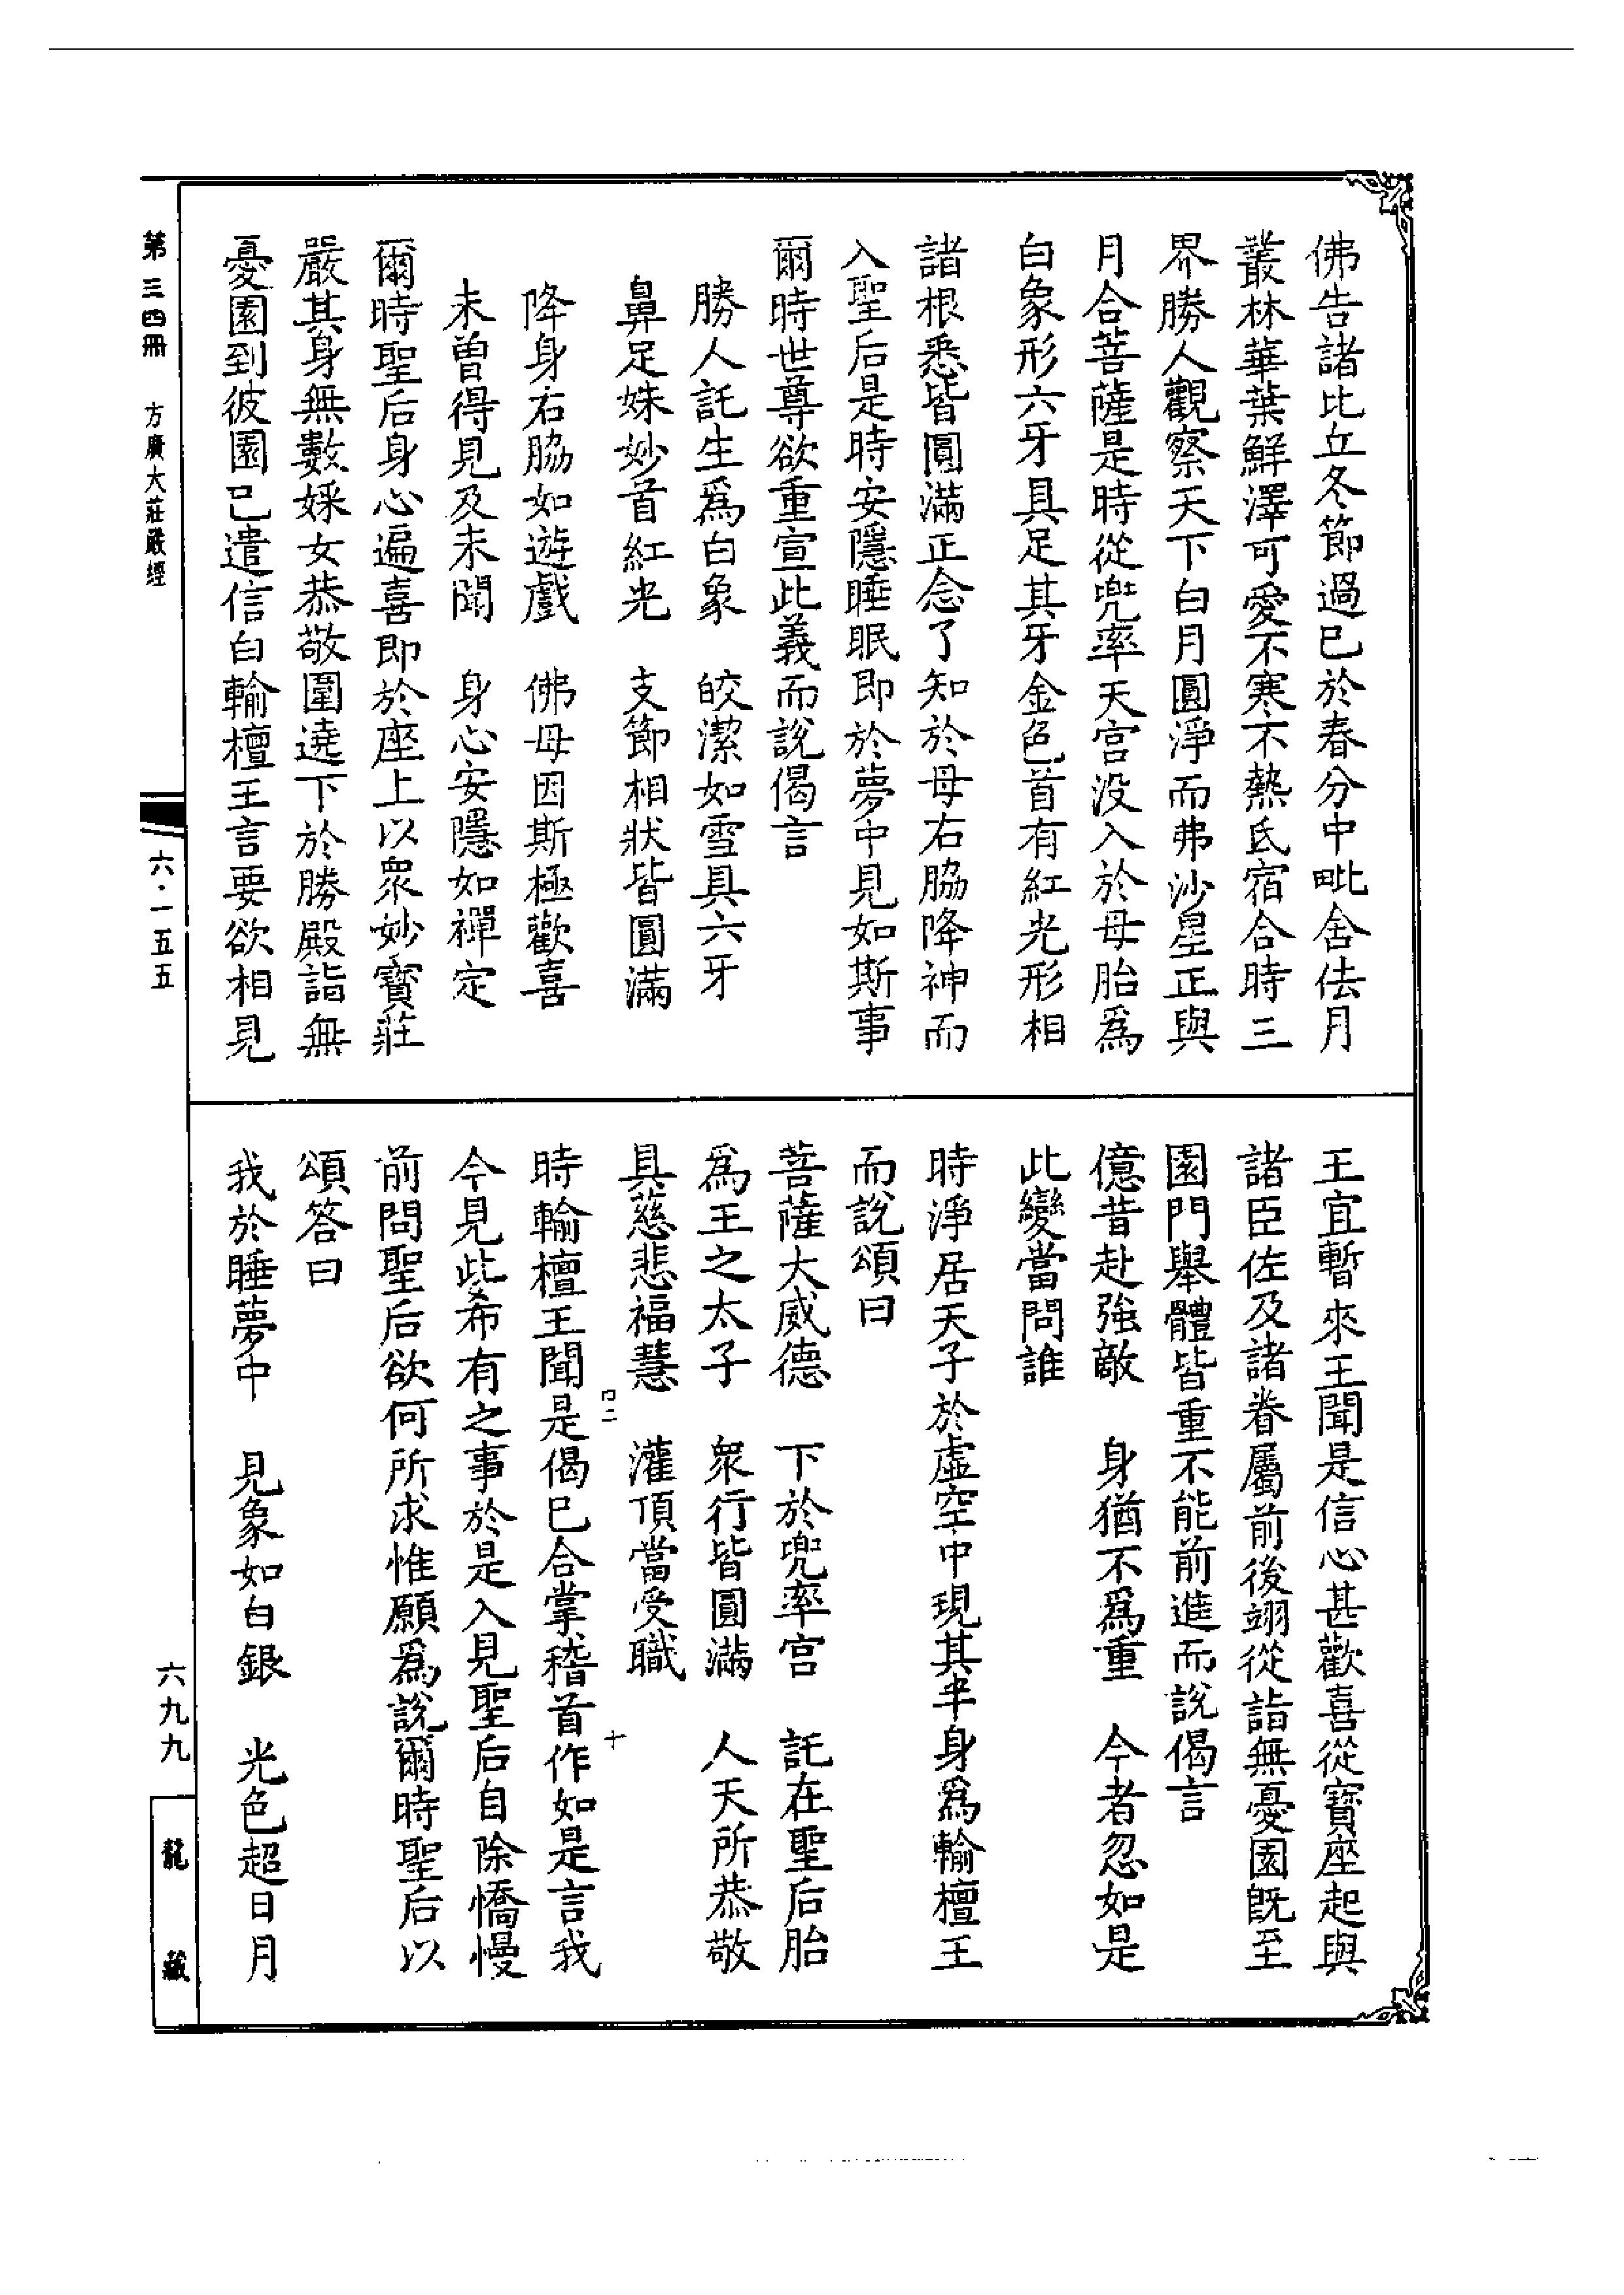 佛告諸比丘冬節過已於春分中毗舍佉月
叢林華葉鮮澤可愛不寒不熱氐宿合時三
界勝人觀察天下白月圓淨而弗沙星正與
月合菩薩是時從兜率天宮没入於母胎爲
白象形六牙具足其牙金色首有紅光形相
諸根悉皆圓滿正念了知於母右脇降神而
入聖后是時安隱睡眠即於夢中見如斯事
爾時世尊欲重宣此義而說偈言
勝人託生爲白象　皎潔如雪具六牙
鼻足姝妙首紅光　支節相狀皆圓滿
降身右脇如遊戲　佛母因斯極歡喜
未曾得見及未聞　身心安隱如禪定
爾時聖后身心遍喜即於座上以眾妙寶莊
嚴其身無數婇女恭敬圍遶下於勝殿詣無
憂園到彼園已遣信白輸檀王言要欲相見
王宜暫來王聞是信心甚歡喜從寶座起與
諸臣佐及諸眷屬前後翊從詣無憂園既至
園門舉體皆重不能前進而說偈言
億昔赴強敵　身猶不爲重　今者忽如是
此變當問誰
時淨居天子於虛空中現其半身爲輸檀王
而說頌曰
菩薩大威德　下於兜率宮　託在聖后胎
爲王之太子　眾行皆圓滿　人天所恭敬
具慈悲福慧　灌頂當受職
時輸檀王聞是偈已合掌稽首作如是言我
今見此希有之事於是入見聖后自除憍慢
前問聖后欲何所求惟願爲說爾時聖后以
頌答曰
我於睡夢中　見象如白銀　光色超日月
口二
十
第三四冊　方廣大莊嚴經
六·一五五
六九九
龍藏